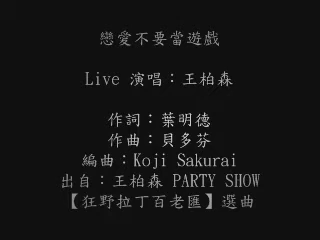 戀愛不要當遊戲
Live 演唱：王柏森
作詞：葉明德
作曲：貝多芬
編曲：Koji Sakurai
出自：王柏森 PARTY SHOW
【狂野拉丁百老匯】選曲